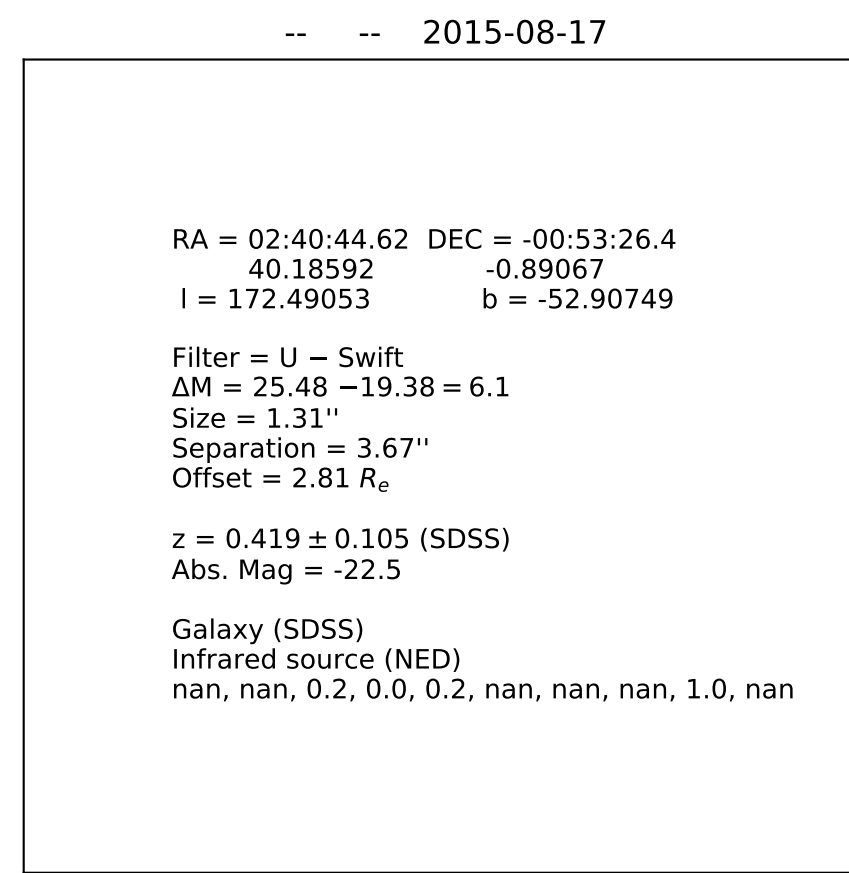 -- -- 2015-08-17
RA = 02:40:44.62 DEC = -00:53:26.4
40.18592 -0.89067
l = 172.49053 b = -52.90749
Filter = U − Swift
ΔM = 25.48 −19.38 = 6.1
Size = 1.31''
Separation = 3.67''
Offset = 2.81 Re
z = 0.419 ± 0.105 (SDSS)
Abs. Mag = -22.5
Galaxy (SDSS)
Infrared source (NED)
nan, nan, 0.2, 0.0, 0.2, nan, nan, nan, 1.0, nan